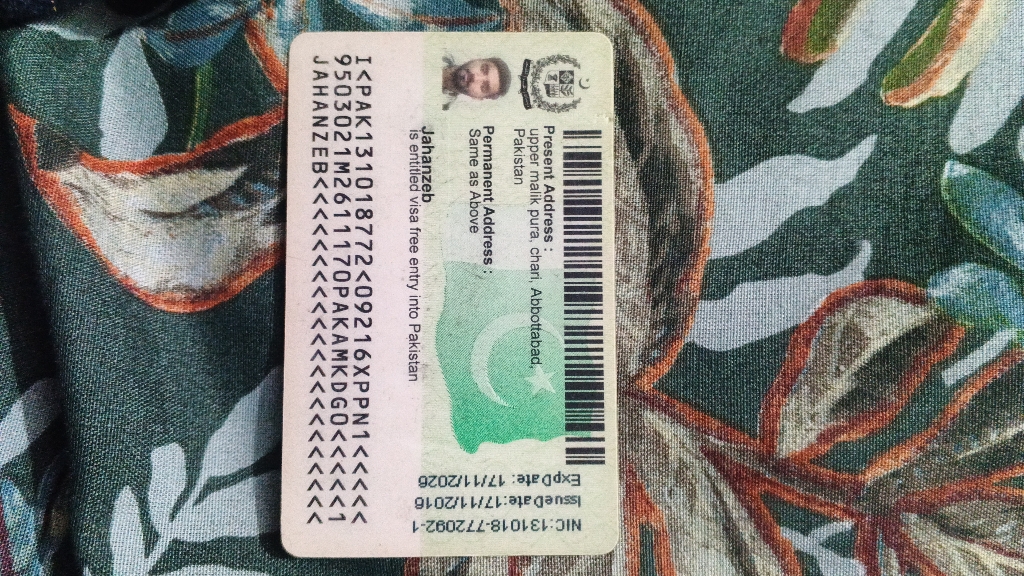 Present Address :
upper malik pura, chari, Abbottabad,
Pakistan
Permanent Address :
Same as Above
Jahanzeb
is entitled visa free entry into Pakistan
NIC:131018-772092-1
IssueDate:17/11/2016
ExpDate: 17/11/2026
I<PAK131018772<09216XPPN1<<<<
9503021M2611170PAKAMKDGO<<<<<<1
JAHANZEB<<<<<<<<<<<<<<<<<<<<<<